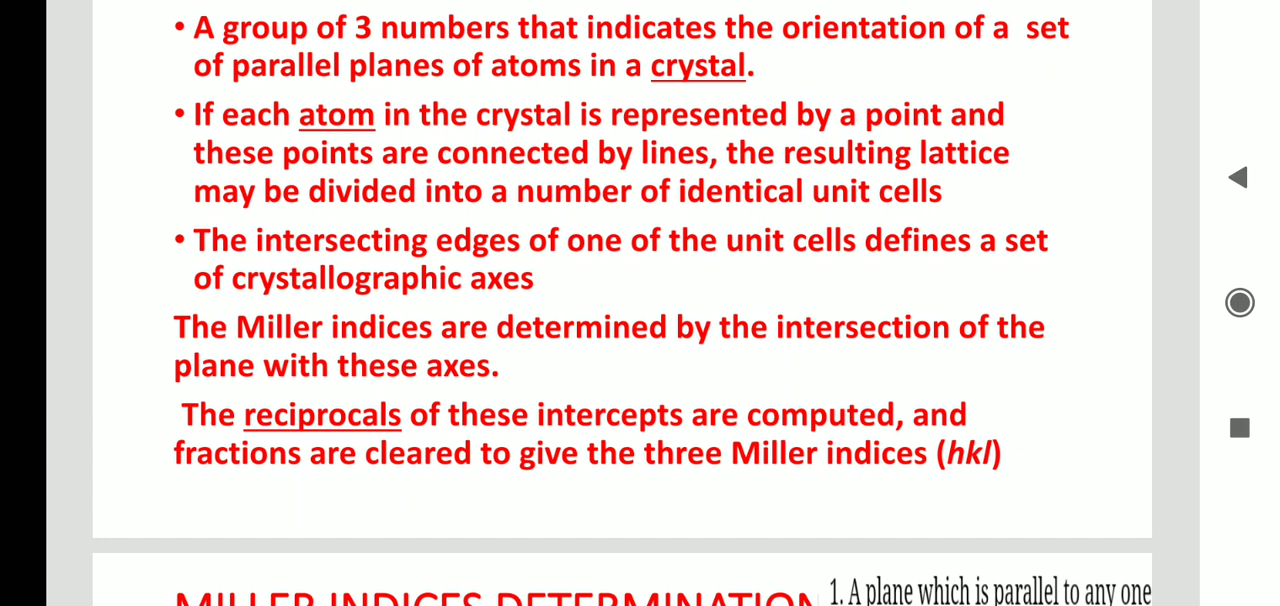 • A group of 3 numbers that indicates the orientation of a set
of parallel planes of atoms in a crystal.
• If each atom in the crystal is represented by a point and
these points are connected by lines, the resulting lattice
may be divided into a number of identical unit cells
• The intersecting edges of one of the unit cells defines a set
of crystallographic axes
The Miller indices are determined by the intersection of the
plane with these axes.
The reciprocals of these intercepts are computed, and
fractions are cleared to give the three Miller indices (hkl)
MILLER INDICES DETERMINATION
1. A plane which is parallel to any one